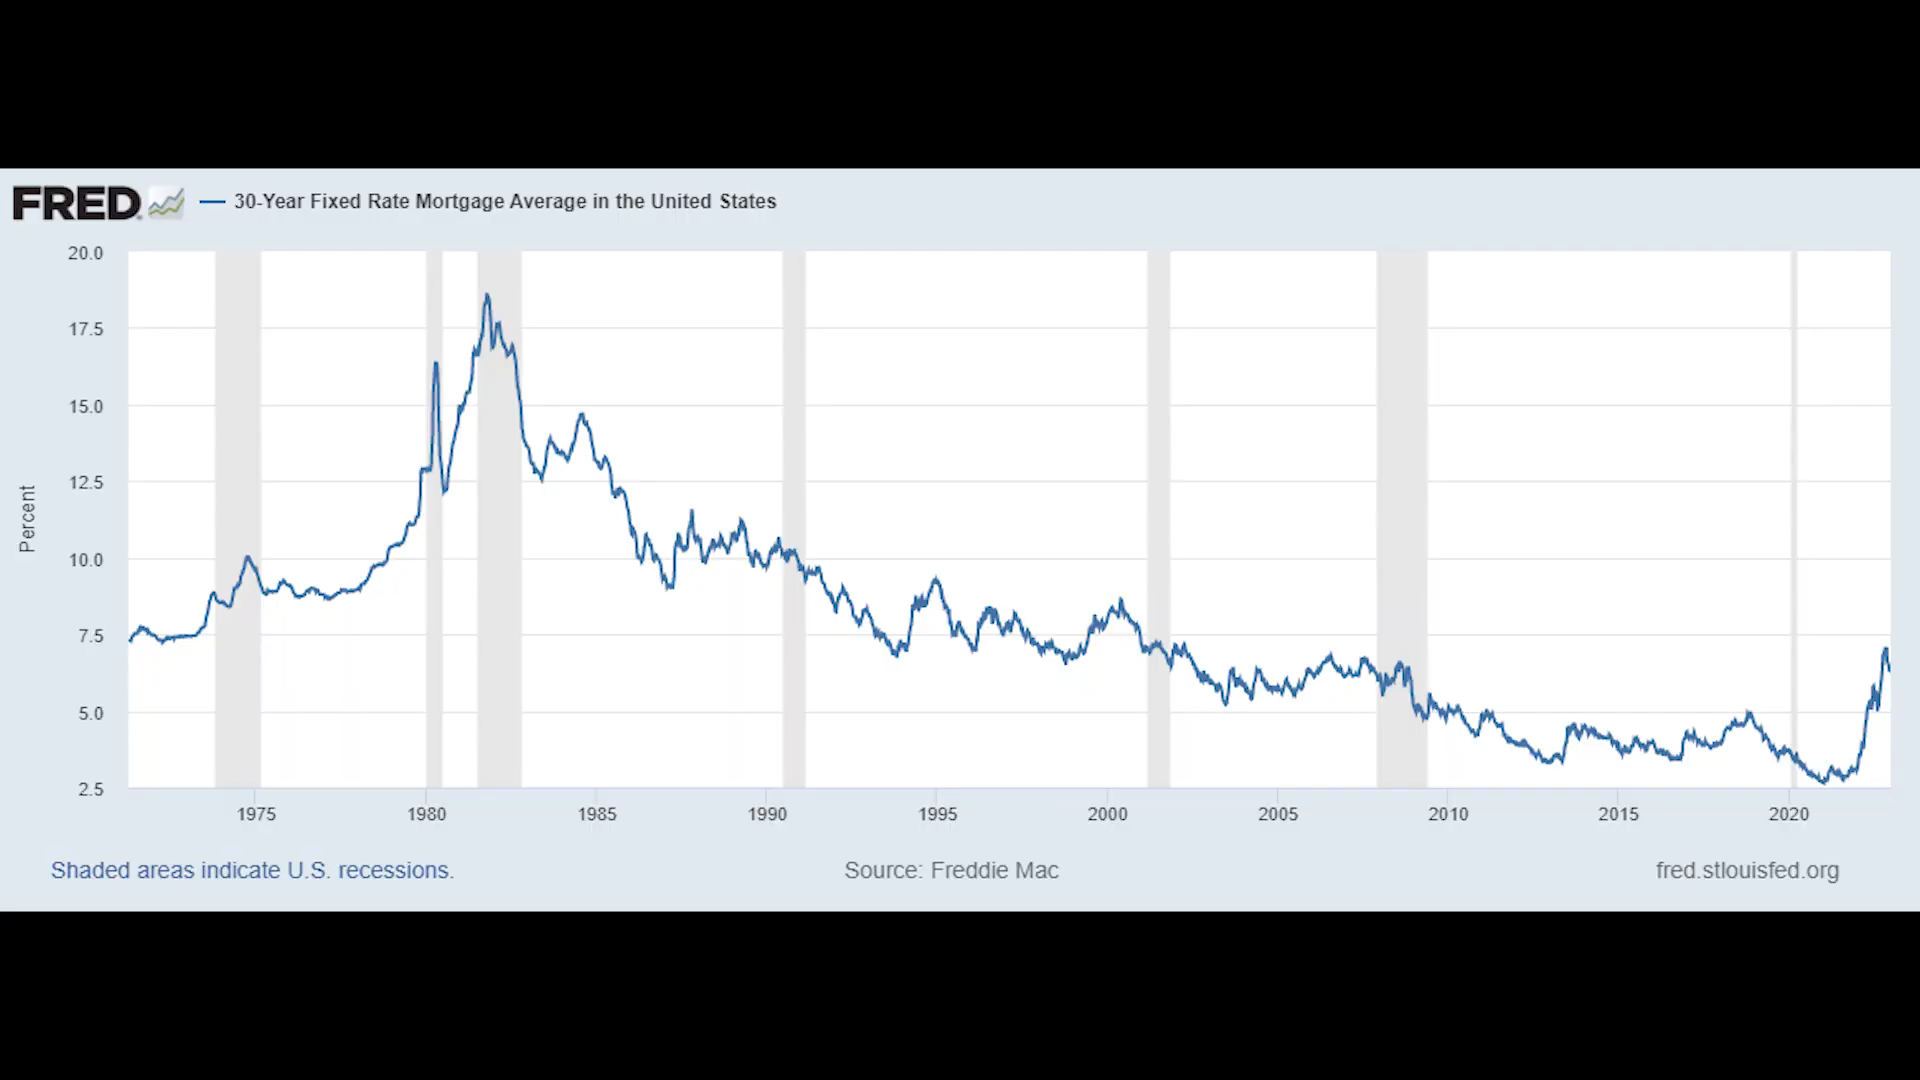 FRED
30-Year Fixed Rate Mortgage Average in the United States
20.0
17.5
15.0
12.5
10.0
7.5
5.0
2.5
Percent
1975 1980 1985 1990 1995 2000 2005 2010 2015 2020
Shaded areas indicate U.S. recessions. Source: Freddie Mac fred.stlouisfed.org